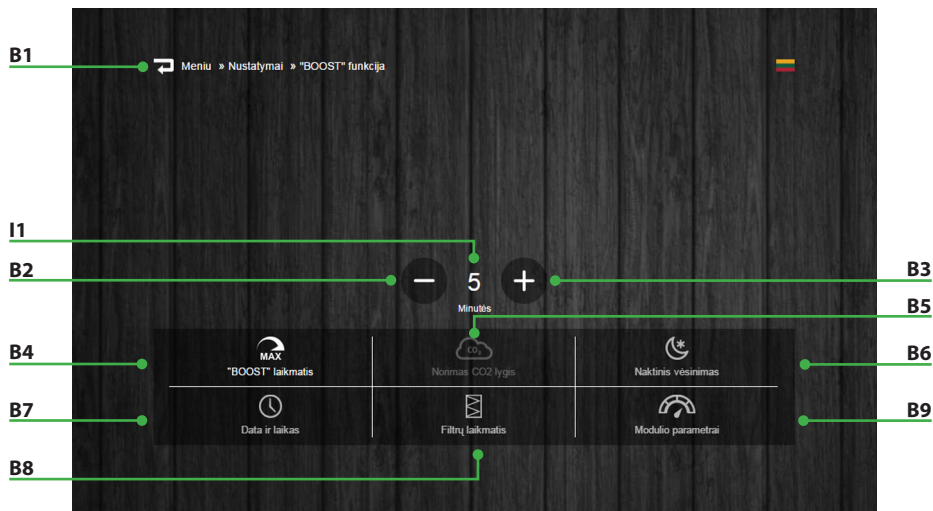 B1
Meniu » Nustatymai » "BOOST" funkcija
I1
B2
5
B3
Minutės
B5
B4
MAX
"BOOST" laikmatis
CO₂
Norimas CO2 lygis
Naktinis vėsinimas
B6
B7
Data ir laikas
Filtrų laikmatis
Modulio parametrai
B9
B8